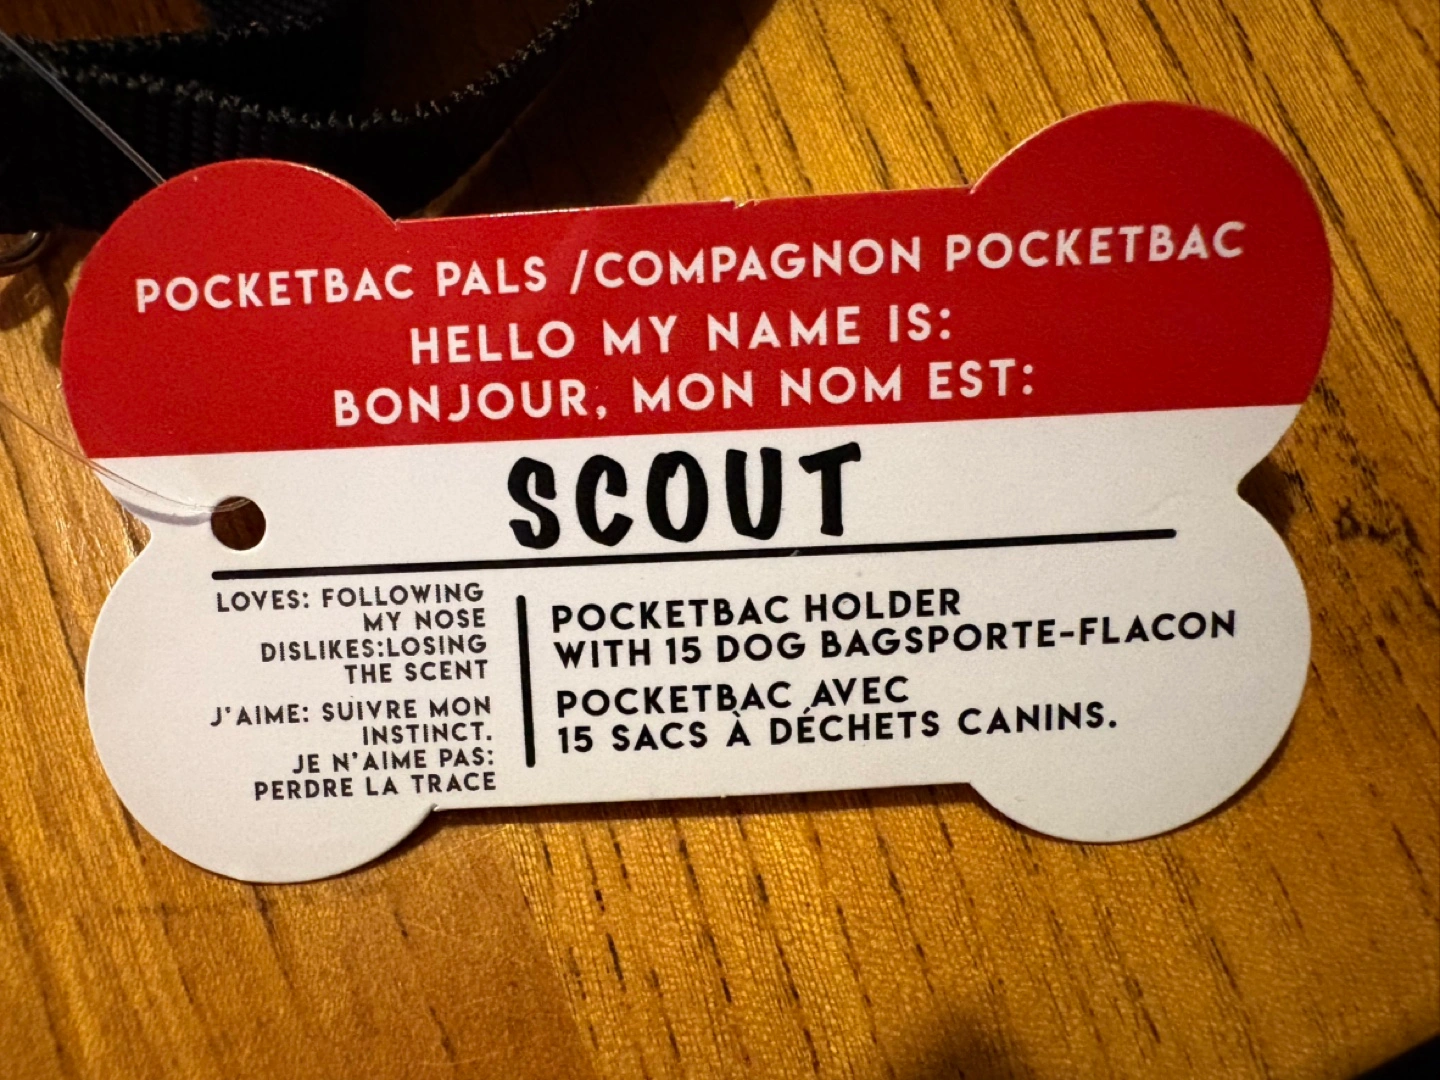 POCKETBAC PALS /COMPAGNON POCKETBAC
HELLO MY NAME IS:
BONJOUR, MON NOM EST:
SCOUT
LOVES: FOLLOWING
MY NOSE
DISLIKES:LOSING
THE SCENT
J'AIME: SUIVRE MON
INSTINCT.
JE N'AIME PAS:
PERDRE LA TRACE
POCKETBAC HOLDER
WITH 15 DOG BAGSPORTE-FLACON
POCKETBAC AVEC
15 SACS À DÉCHETS CANINS.